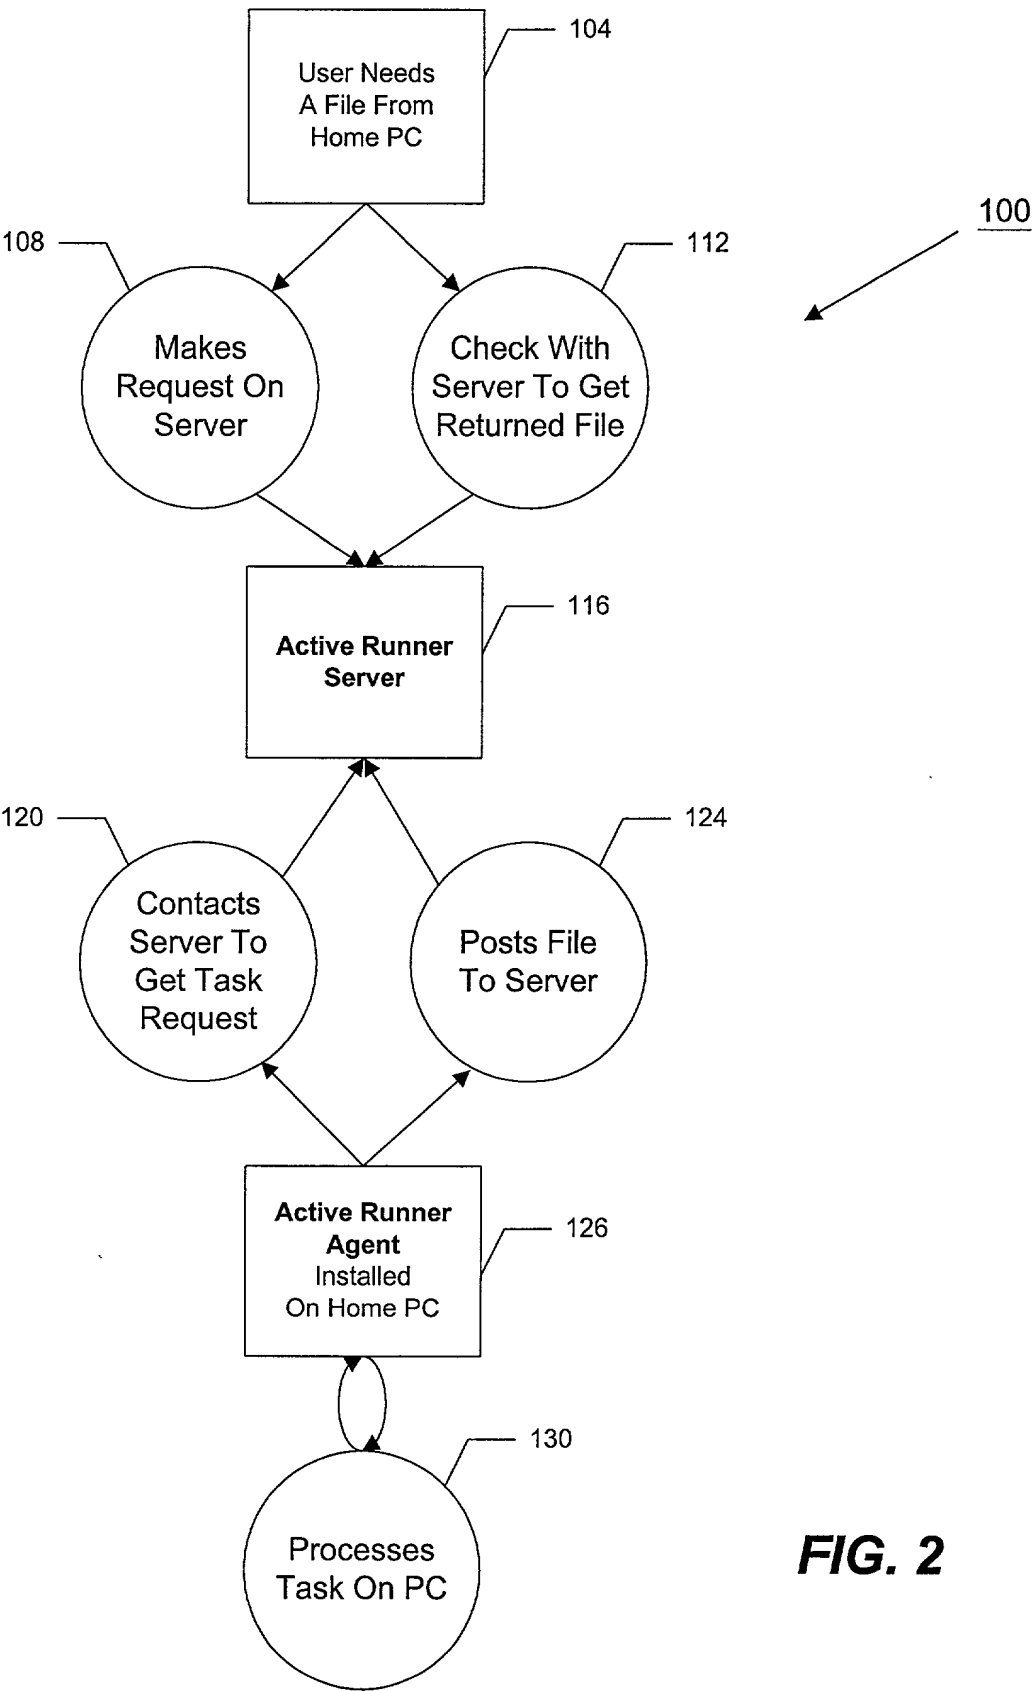 104
User Needs
A File From
Home PC
100
108
112
Makes
Request On
Server
Check With
Server To Get
Returned File
116
Active Runner
Server
120
124
Contacts
Server To
Get Task
Request
Posts File
To Server
Active Runner
Agent
Installed
On Home PC
126
130
Processes
Task On PC
FIG. 2